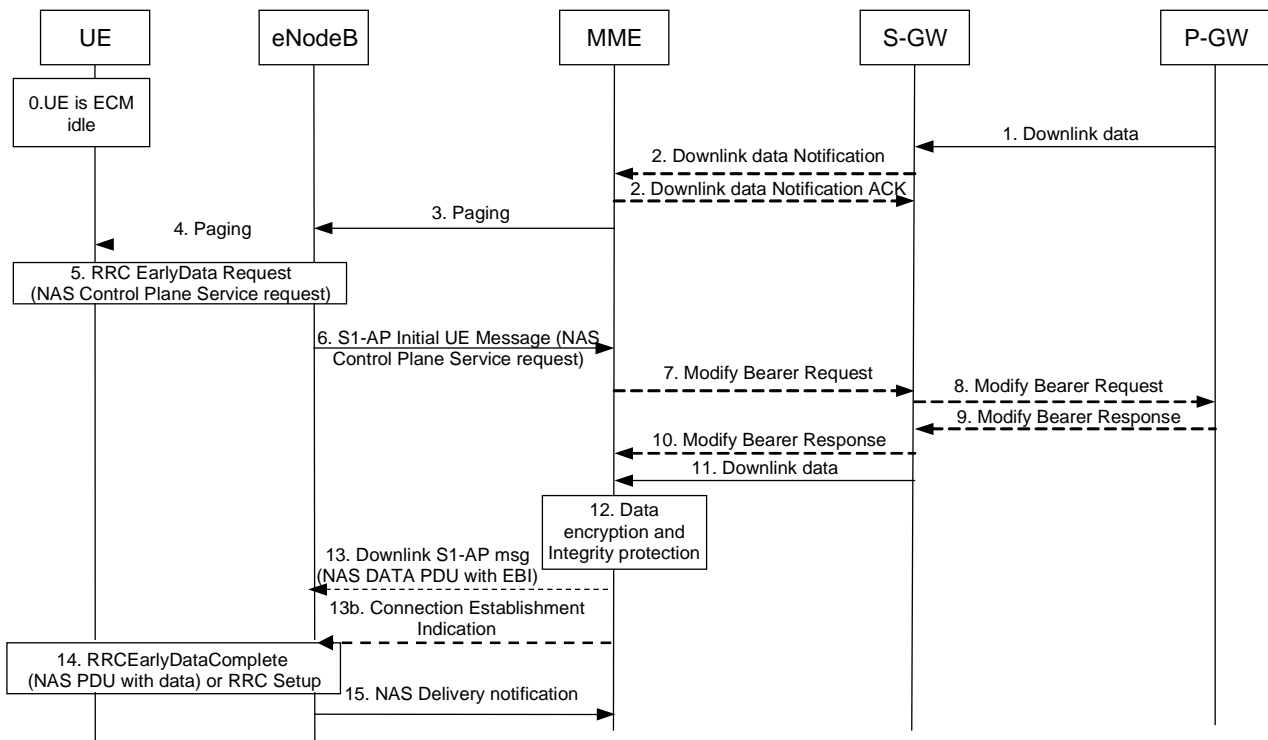 UE
eNodeB
MME
S-GW
P-GW
0.UE is ECM
idle
1. Downlink data
2. Downlink data Notification
2. Downlink data Notification ACK
3. Paging
4. Paging
5. RRC EarlyData Request
(NAS Control Plane Service request)
6. S1-AP Initial UE Message (NAS
Control Plane Service request)
7. Modify Bearer Request
8. Modify Bearer Request
9. Modify Bearer Response
10. Modify Bearer Response
11. Downlink data
12. Data
encryption and
Integrity protection
13. Downlink S1-AP msg
(NAS DATA PDU with EBI)
13b. Connection Establishment
Indication
14. RRCEarlyDataComplete
(NAS PDU with data) or RRC Setup
15. NAS Delivery notification